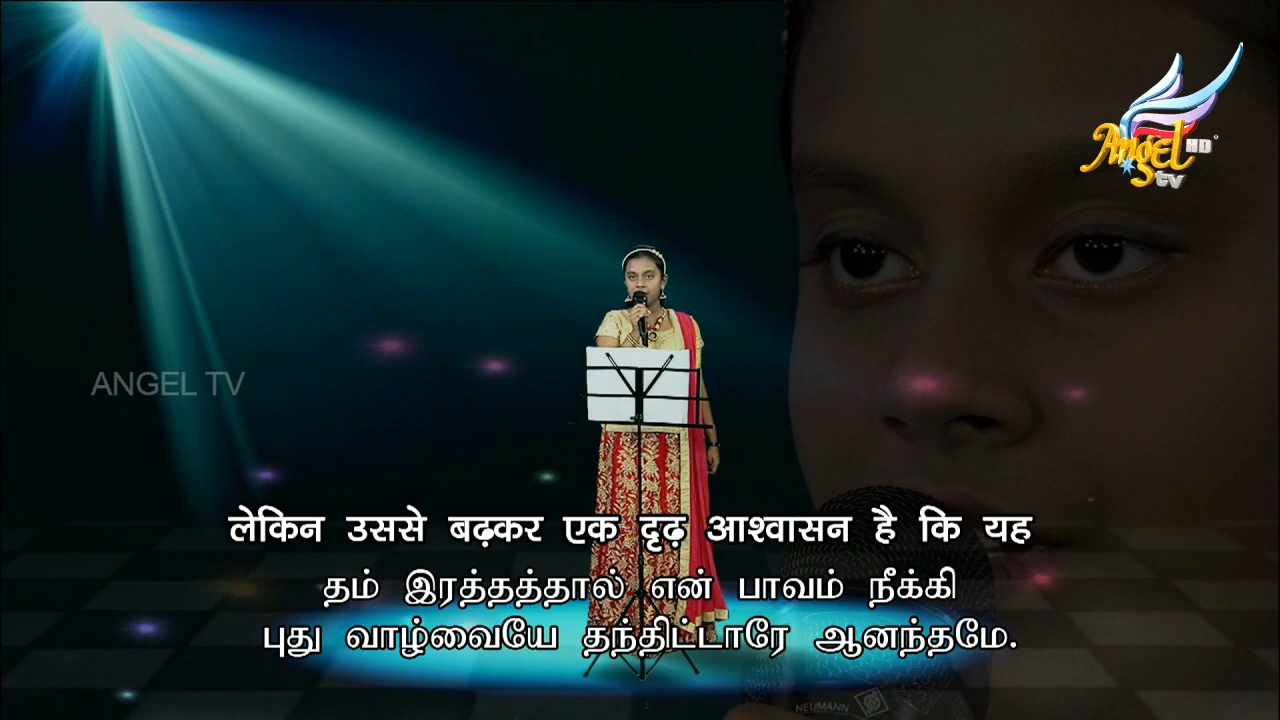 Angel HD
tv
ANGEL TV
लेकिन उससे बढ़कर एक दृढ़ आश्वासन है कि यह
தம் இரத்தத்தால் என் பாவம் நீக்கி
புது வாழ்வையே தந்திட்டாரே ஆனந்தமே.
NEUMANN